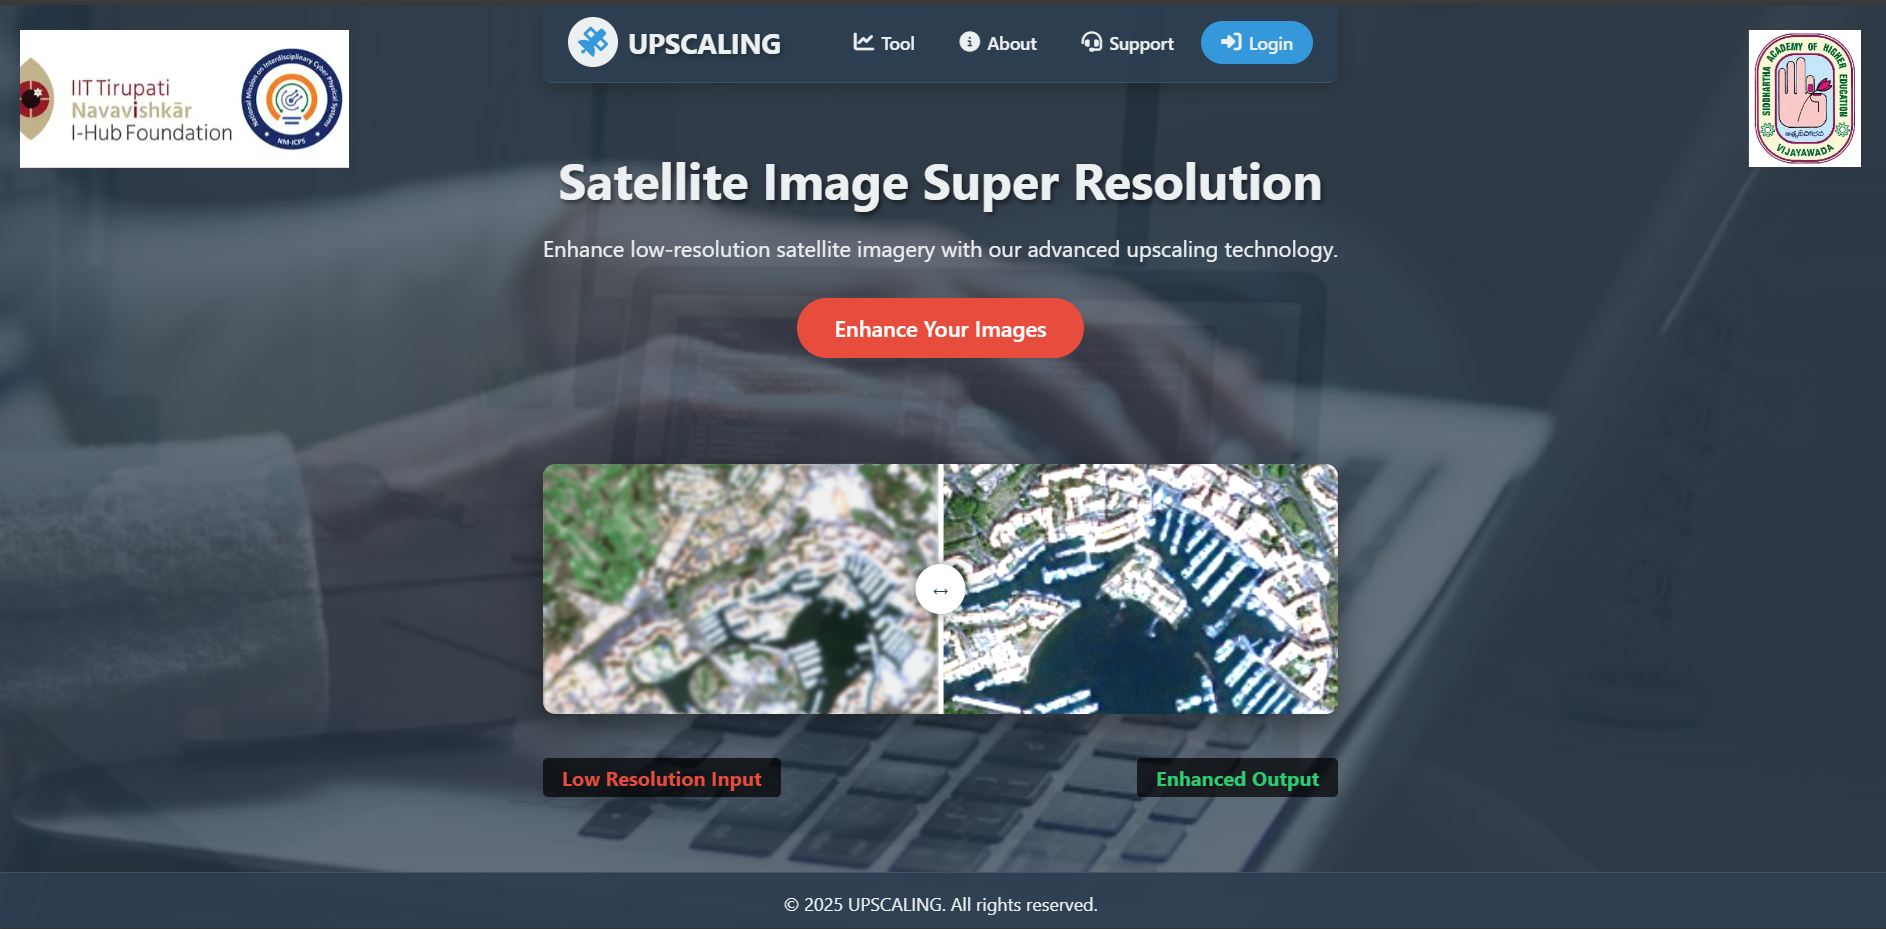 IIT Tirupati
Navavishkār
I-Hub Foundation
National Mission on Interdisciplinary Cyber Physical Systems
NM-ICPS
UPSCALING
Tool
About
Support
Login
SIDDHARTHA ACADEMY OF HIGHER EDUCATION
VIJAYAWADA
Satellite Image Super Resolution
Enhance low-resolution satellite imagery with our advanced upscaling technology.
Enhance Your Images
Low Resolution Input
Enhanced Output
© 2025 UPSCALING. All rights reserved.